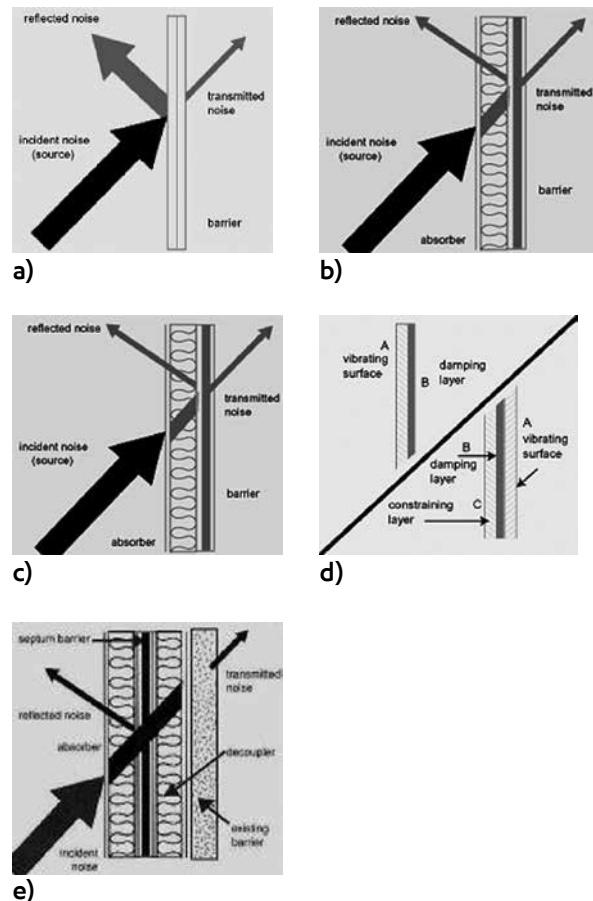 reflected noise
transmitted
noise
incident noise
(source)
barrier
a)
reflected noise
transmitted
noise
incident noise
(source)
barrier
absorber
b)
reflected noise
transmitted
noise
incident noise
(source)
barrier
absorber
c)
A
vibrating
surface
damping
layer
B
A
vibrating
surface
B
damping
layer
C
constraining
layer
d)
septum barrier
transmitted
noise
reflected noise
absorber
decoupler
existing
barrier
incident
noise
e)